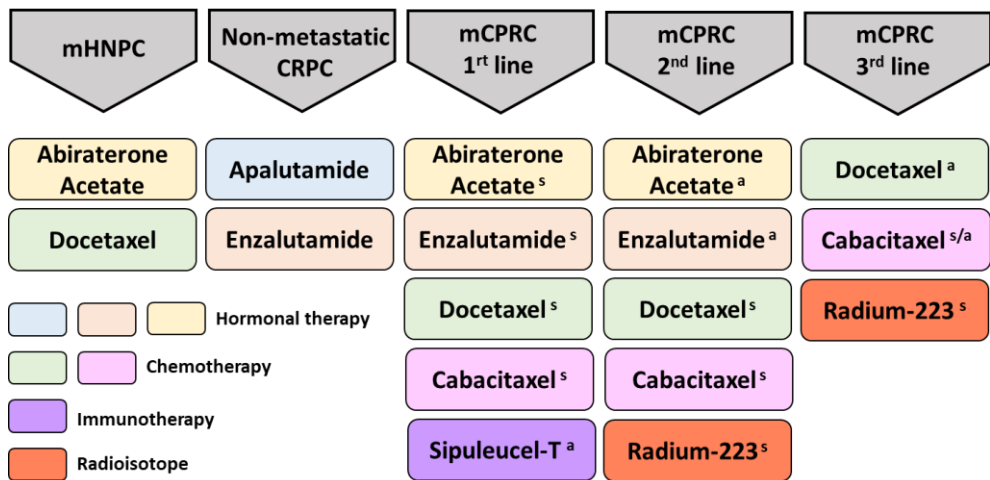 mHNPC
Non-metastatic
CRPC
mCPRC
1rt line
mCPRC
2nd line
mCPRC
3rd line
Abiraterone
Acetate
Docetaxel
Apalutamide
Enzalutamide
Abiraterone
Acetate s
Enzalutamide s
Docetaxel s
Cabacitaxel s
Sipuleucel-T a
Abiraterone
Acetate a
Enzalutamide a
Docetaxel s
Cabacitaxel s
Radium-223 s
Docetaxel a
Cabacitaxel s/a
Radium-223 s
Hormonal therapy
Chemotherapy
Immunotherapy
Radioisotope